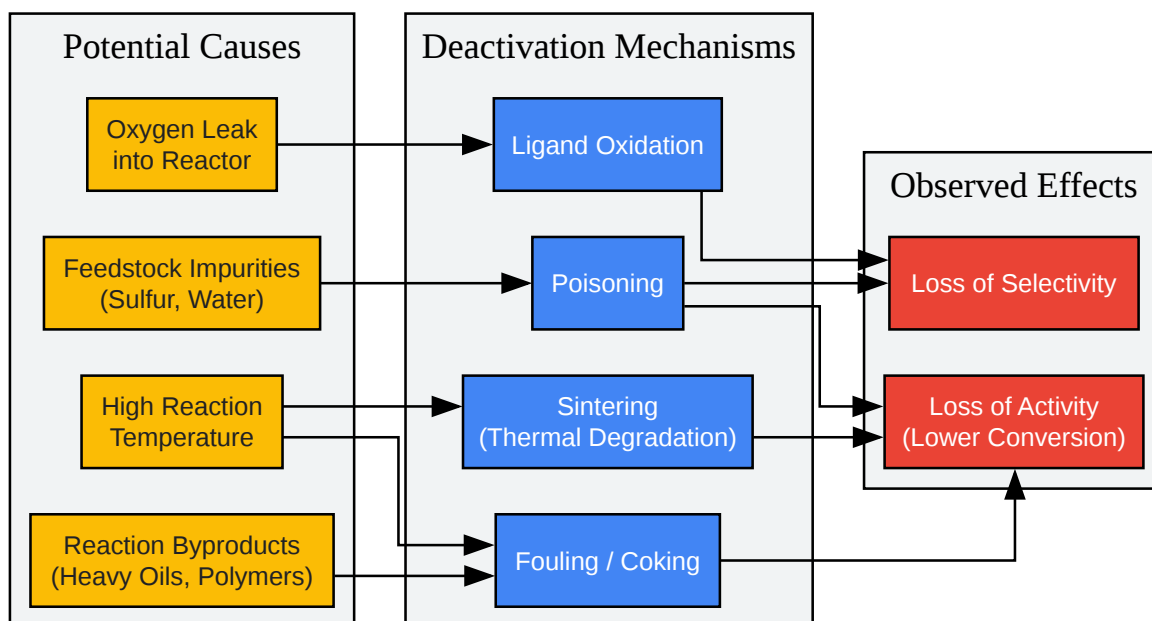 Potential Causes
Oxygen Leak
into Reactor
Feedstock Impurities
(Sulfur, Water)
High Reaction
Temperature
Reaction Byproducts
(Heavy Oils, Polymers)
Deactivation Mechanisms
Ligand Oxidation
Poisoning
Sintering
(Thermal Degradation)
Fouling / Coking
Observed Effects
Loss of Selectivity
Loss of Activity
(Lower Conversion)